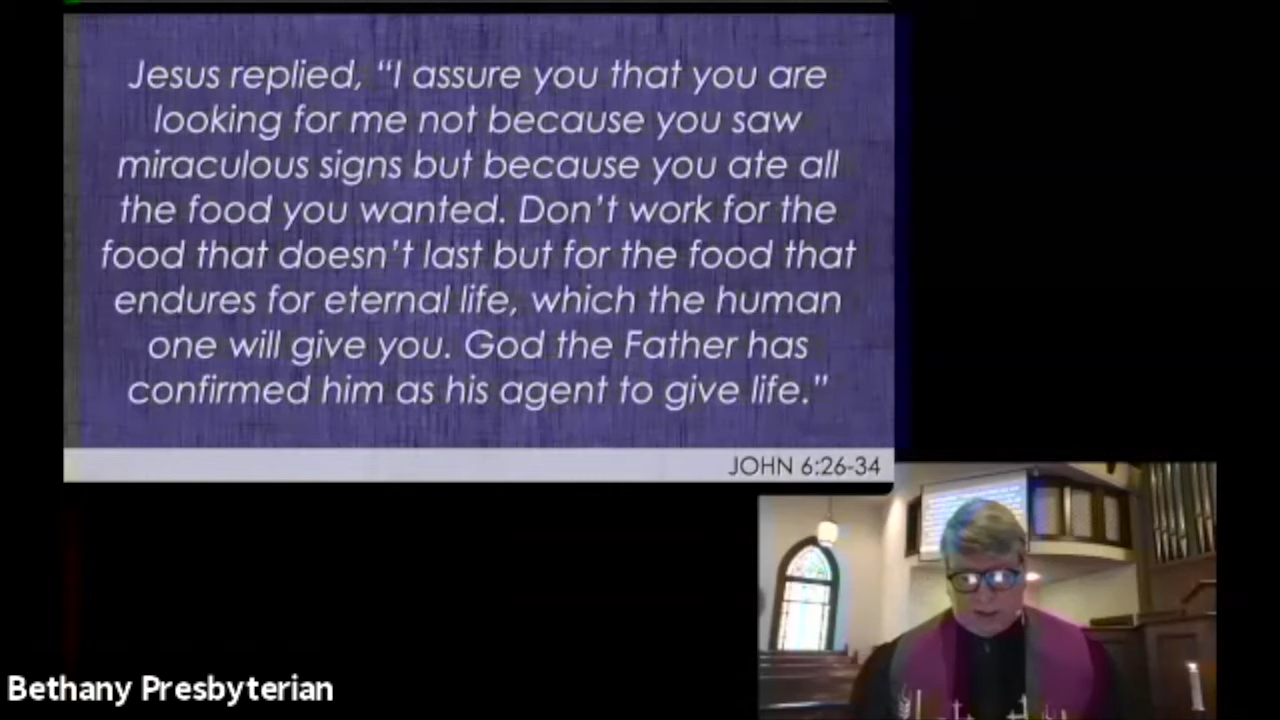 Jesus replied, “I assure you that you are
looking for me not because you saw
miraculous signs but because you ate all
the food you wanted. Don’t work for the
food that doesn’t last but for the food that
endures for eternal life, which the human
one will give you. God the Father has
confirmed him as his agent to give life.”
JOHN 6:26-34
Bethany Presbyterian